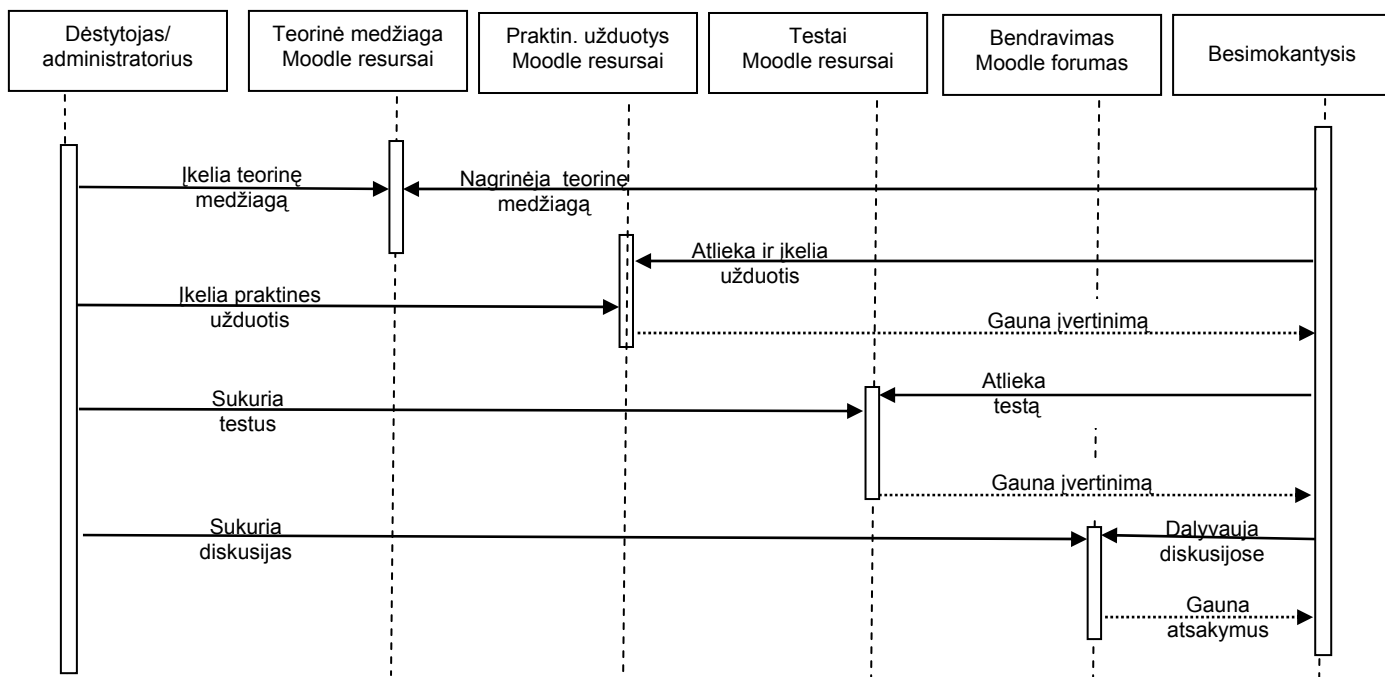 Dėstytojas/
administratorius
Teorinė medžiaga
Moodle resursai
Praktin. užduotys
Moodle resursai
Testai
Moodle resursai
Bendravimas
Moodle forumas
Besimokantysis
Įkelia teorinę
medžiagą
Nagrinėja teorinę
medžiagą
Atlieka ir įkelia
užduotis
Įkelia praktines
užduotis
Gauna įvertinimą
Atlieka
testą
Sukuria
testus
Gauna įvertinimą
Sukuria
diskusijas
Dalyvauja
diskusijose
Gauna
atsakymus